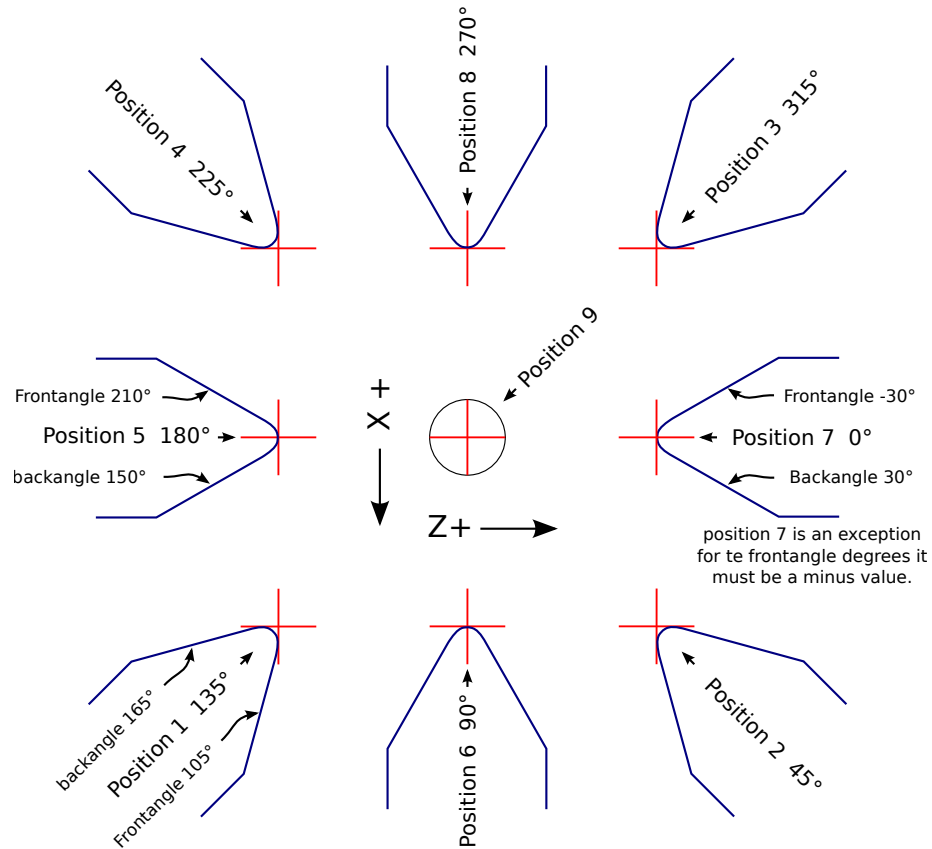 Position 4  225°
Position 8  270°
Position 3  315°
Position 9
Frontangle 210°
Position 5  180°
backangle 150°
X +
Z+
Frontangle -30°
Position 7  0°
Backangle 30°
position 7 is an exception
for te frontangle degrees it
must be a minus value.
backangle 165°
Position 1  135°
Frontangle 105°
Position 6  90°
Position 2  45°